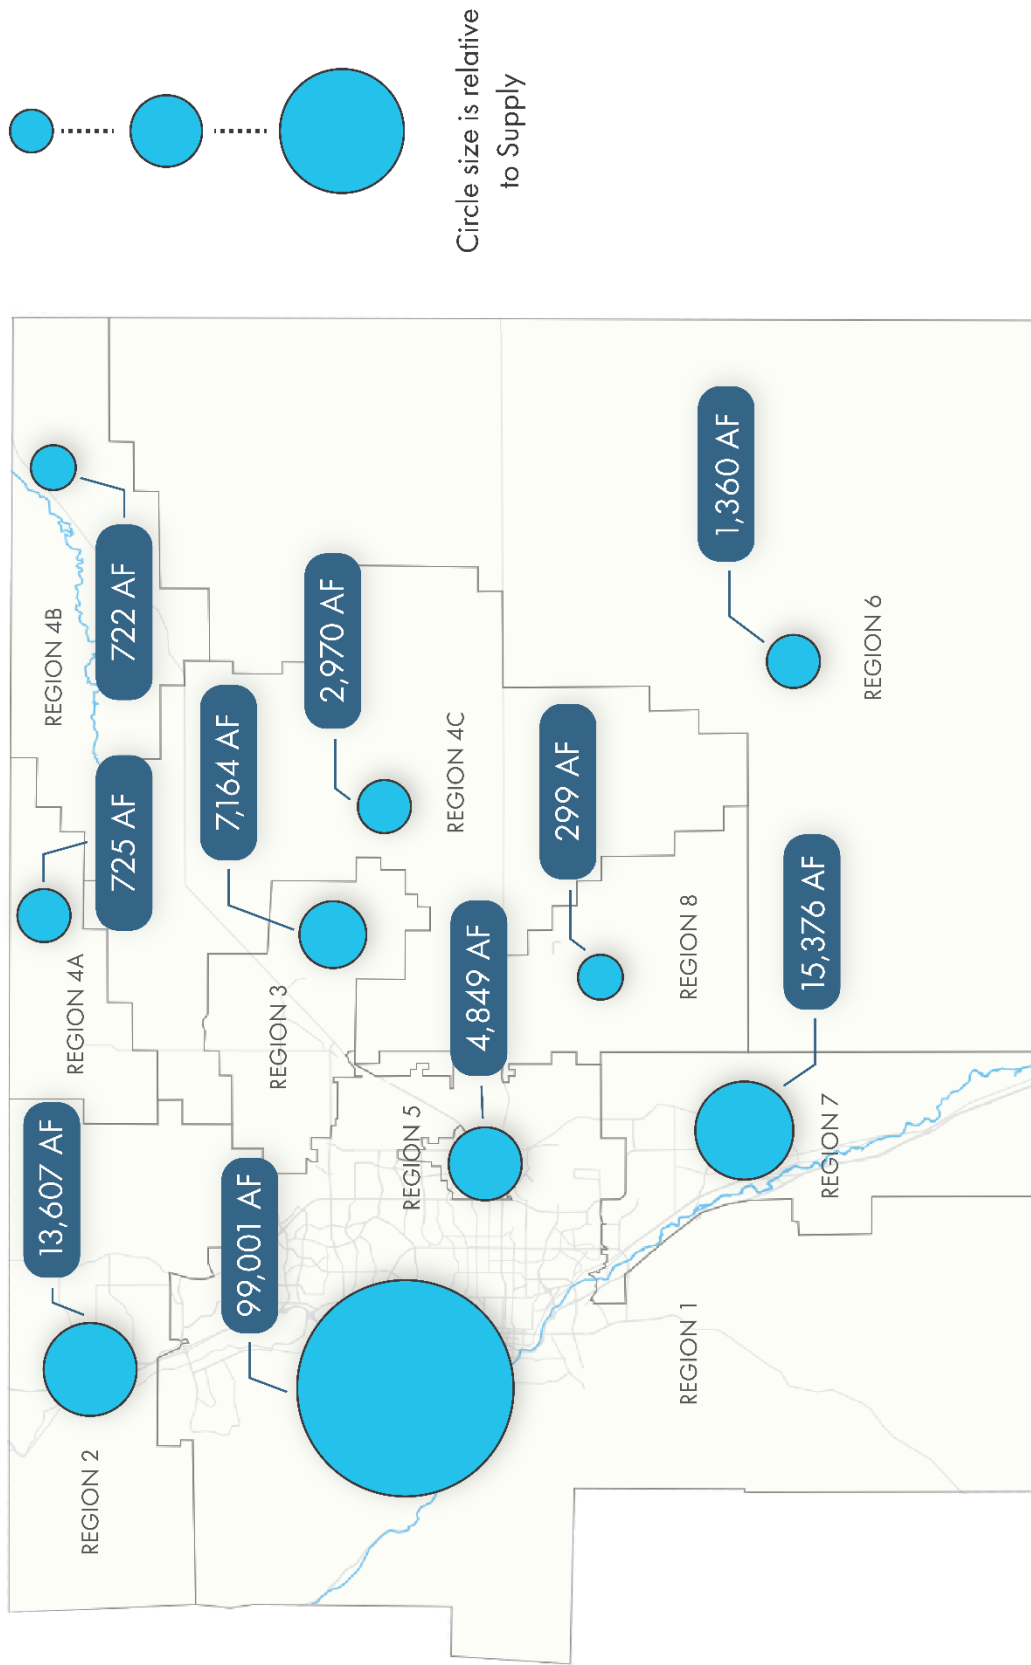 13,607 AF
REGION 4B
REGION 4A
REGION 2
725 AF
722 AF
7,164 AF
99,001 AF
REGION 3
2,970 AF
REGION 5
REGION 4C
4,849 AF
299 AF
REGION 1
REGION 8
1,360 AF
15,376 AF
REGION 7
REGION 6
Circle size is relative
to Supply